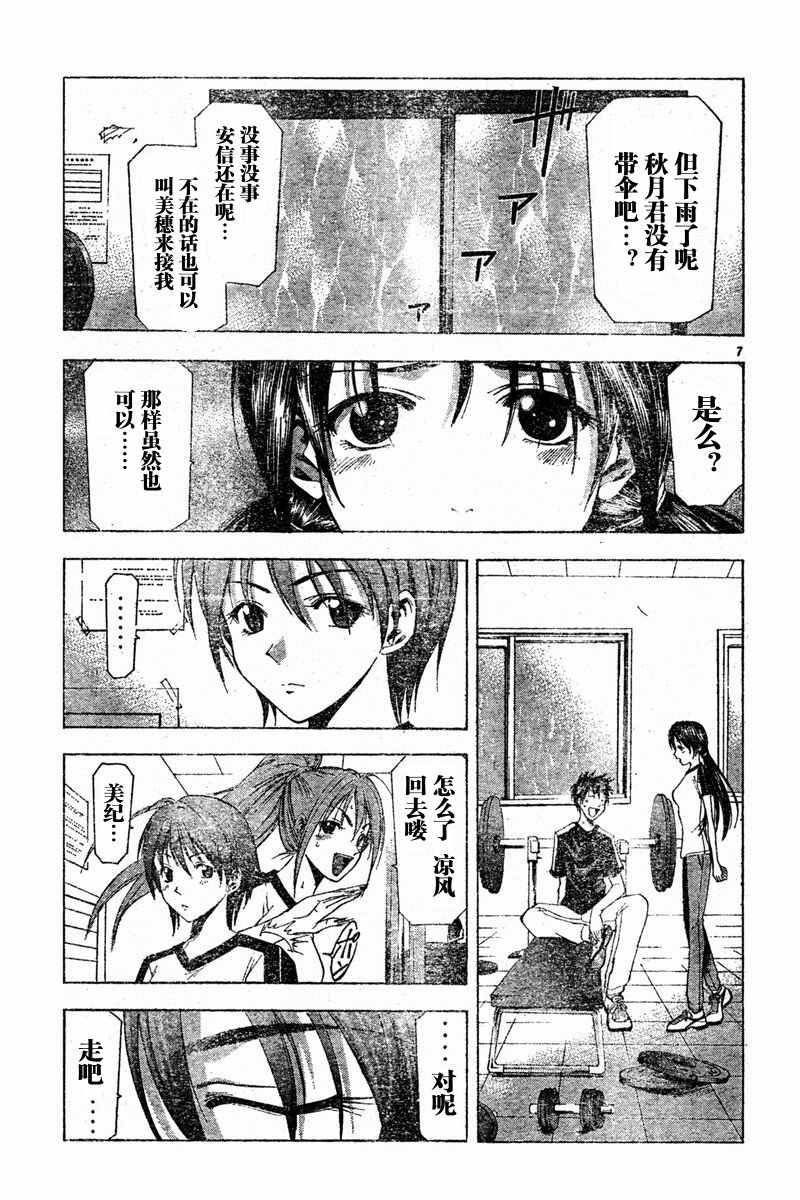 但下雨了呢
秋月君没有
带伞吧…？
ザ
ア
ア
ア
没事没事
安信还在呢…
不在的话也可以
叫美穗来接我
7
是么？
那样虽然也
可以……
……
怎么了 凉风
回去喽
美纪…
ポン
…对呢
走吧…